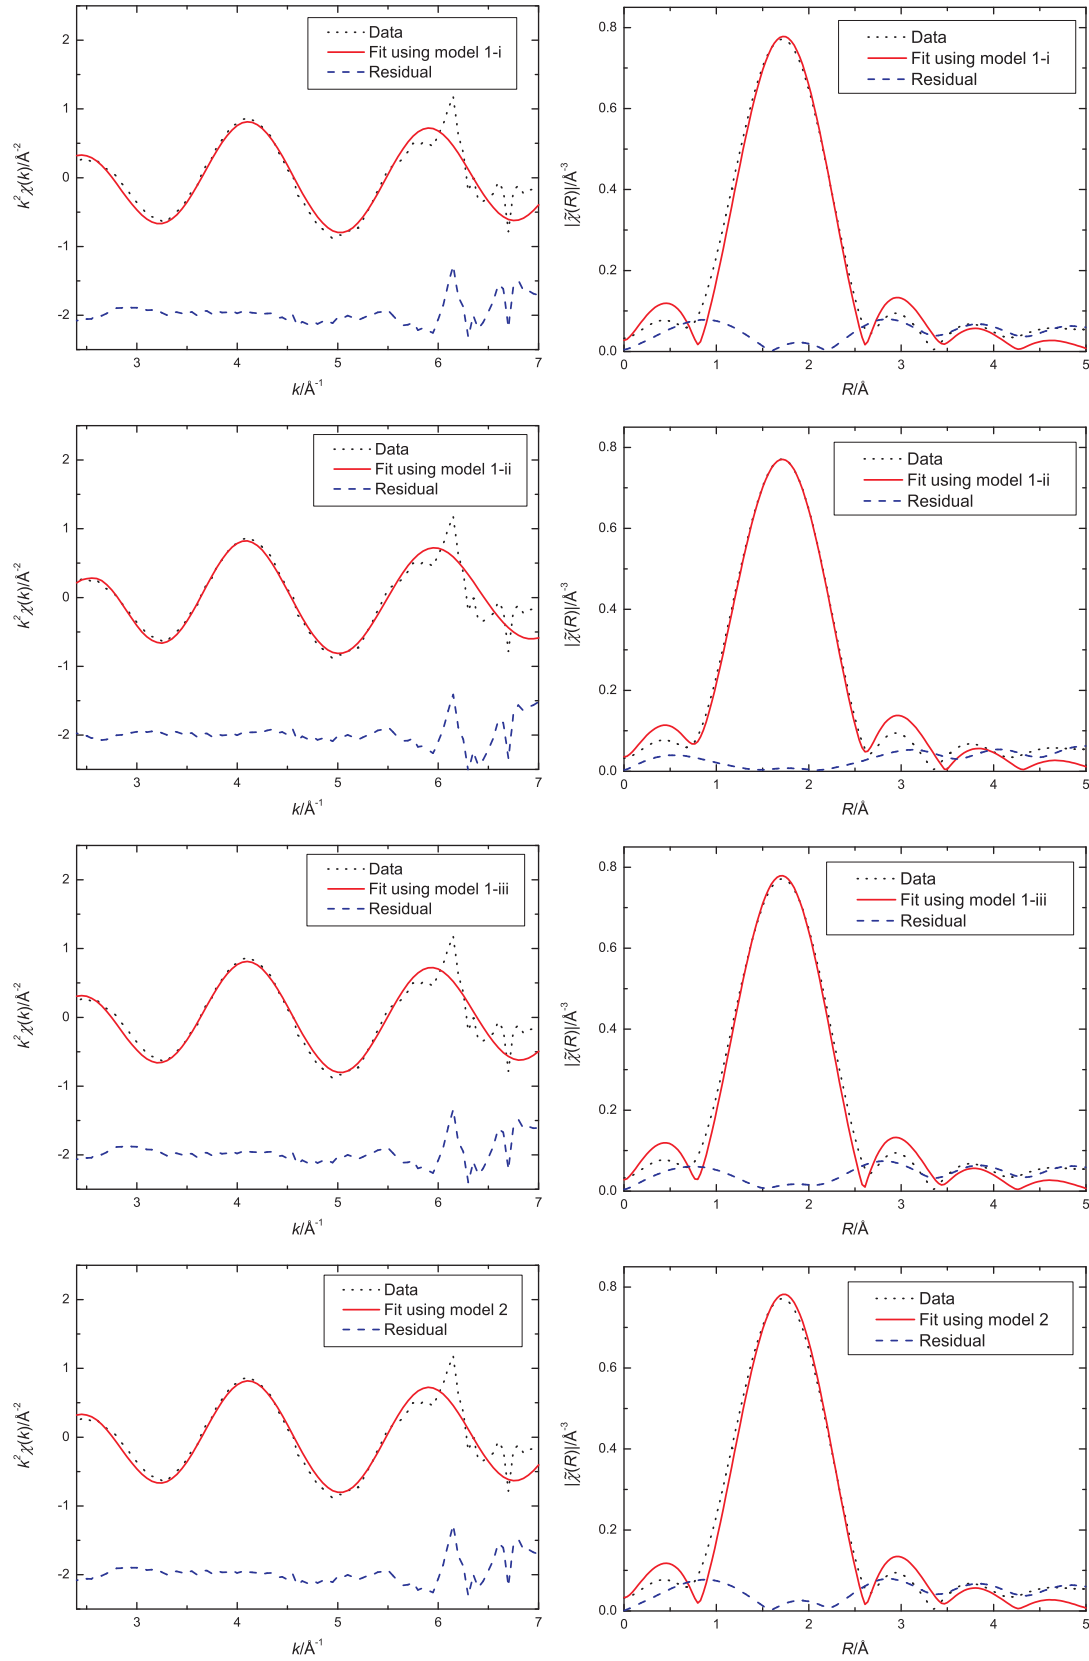 Data
Fit using model 1-i
Residual
2
1
0
-1
-2
k²χ(k)/Å⁻²
3 4 5 6 7
k/Å⁻¹
Data
Fit using model 1-i
Residual
0.8
0.6
0.4
0.2
0.0
|χ̃(R)|/Å⁻³
0 1 2 3 4 5
R/Å
Data
Fit using model 1-ii
Residual
2
1
0
-1
-2
k²χ(k)/Å⁻²
3 4 5 6 7
k/Å⁻¹
Data
Fit using model 1-ii
Residual
0.8
0.6
0.4
0.2
0.0
|χ̃(R)|/Å⁻³
0 1 2 3 4 5
R/Å
Data
Fit using model 1-iii
Residual
2
1
0
-1
-2
k²χ(k)/Å⁻²
3 4 5 6 7
k/Å⁻¹
Data
Fit using model 1-iii
Residual
0.8
0.6
0.4
0.2
0.0
|χ̃(R)|/Å⁻³
0 1 2 3 4 5
R/Å
Data
Fit using model 2
Residual
2
1
0
-1
-2
k²χ(k)/Å⁻²
3 4 5 6 7
k/Å⁻¹
Data
Fit using model 2
Residual
0.8
0.6
0.4
0.2
0.0
|χ̃(R)|/Å⁻³
0 1 2 3 4 5
R/Å